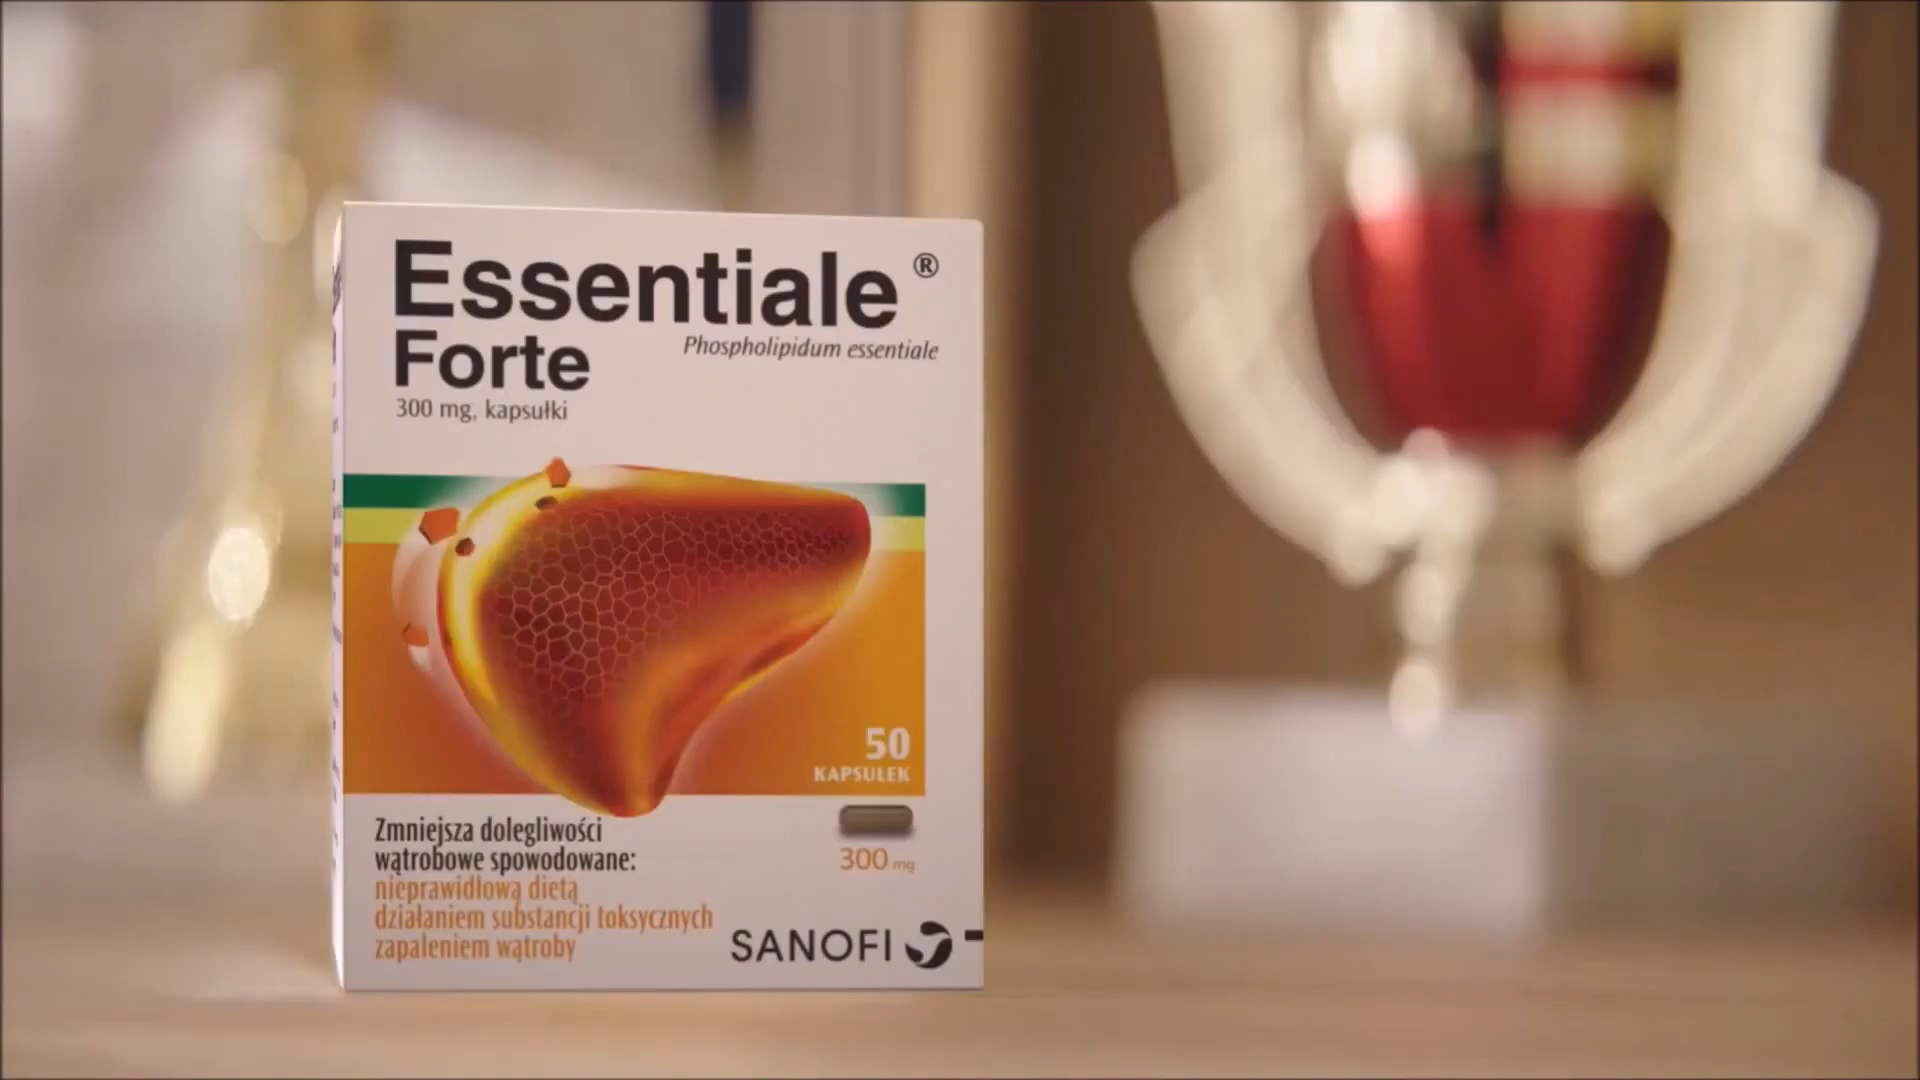 Essentiale ®
Forte
Phospholipidum essentiale
300 mg, kapsułki
50
KAPSUŁEK
300 mg
Zmniejsza dolegliwości
wątrobowe spowodowane:
nieprawidłową dietą
działaniem substancji toksycznych
zapaleniem wątroby
SANOFI